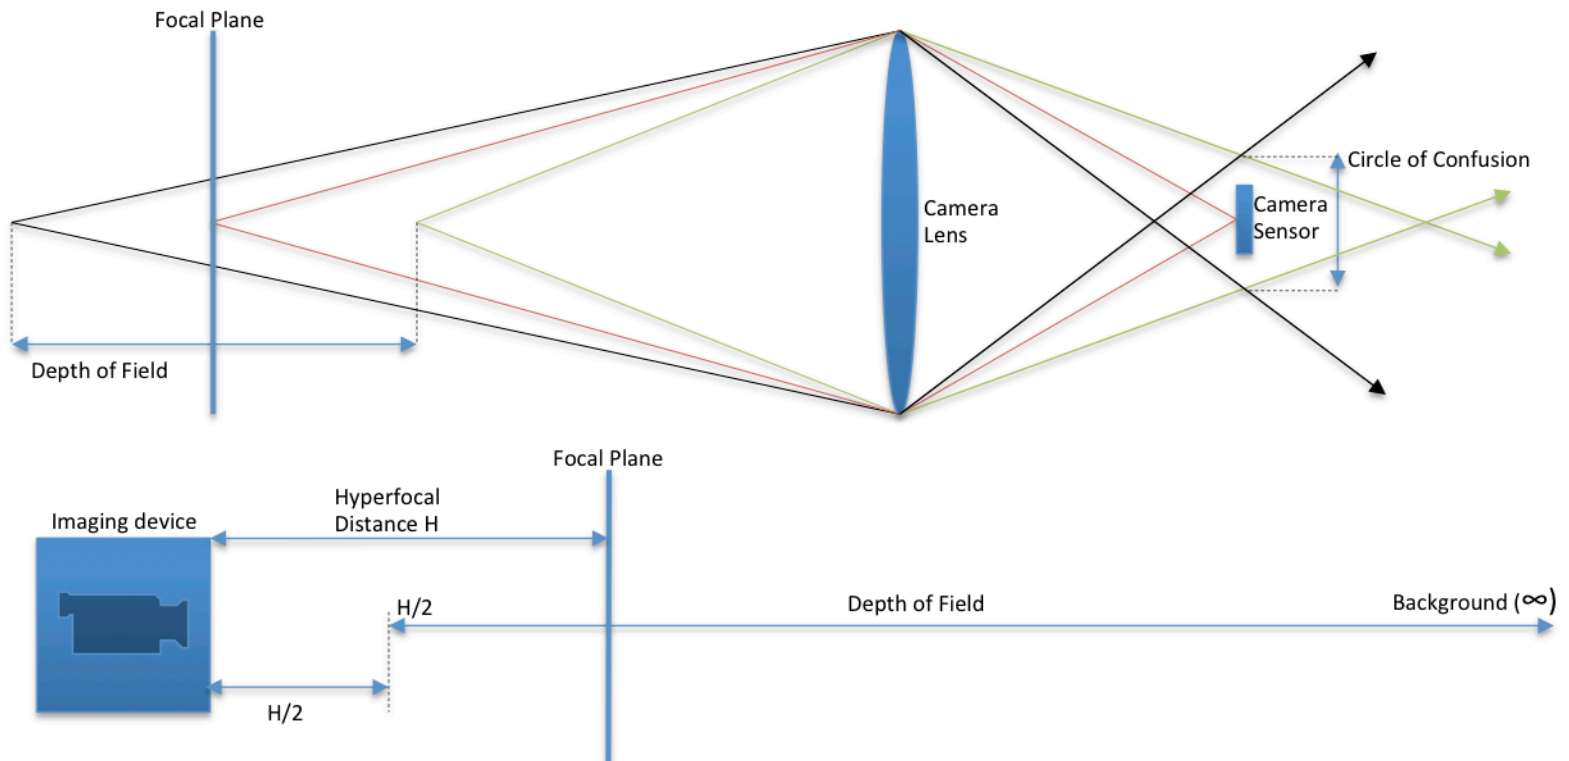 Focal Plane
Circle of Confusion
Camera
Lens
Camera
Sensor
Depth of Field
Focal Plane
Hyperfocal
Distance H
Imaging device
H/2
Depth of Field
Background (∞)
H/2